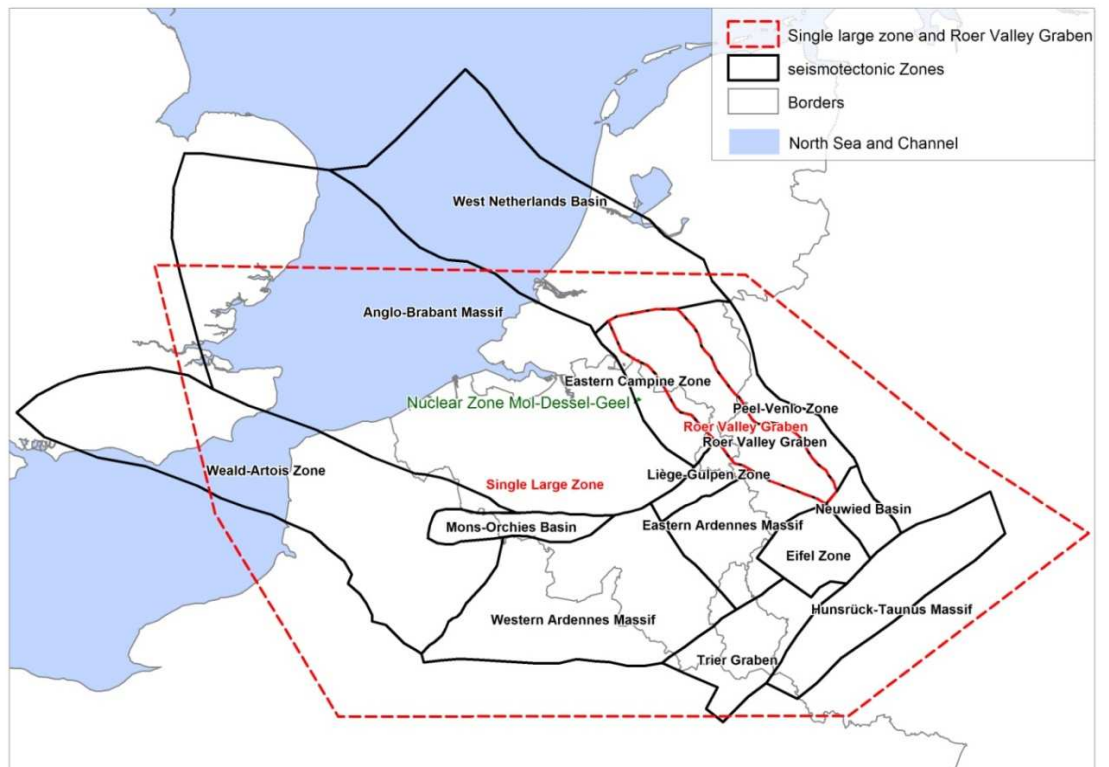 Single large zone and Roer Valley Graben
seismotectonic Zones
Borders
North Sea and Channel
West Netherlands Basin
Anglo-Brabant Massif
Eastern Campine Zone
Nuclear Zone Mol-Dessel-Geel
Peel-Venlo Zone
Roer Valley Graben
Roer Valley Graben
Weald-Artois Zone
Liège-Gulpen Zone
Single Large Zone
Neuwied Basin
Mons-Orchies Basin
Eastern Ardennes Massif
Eifel Zone
Hunsrück-Taunus Massif
Western Ardennes Massif
Trier Graben